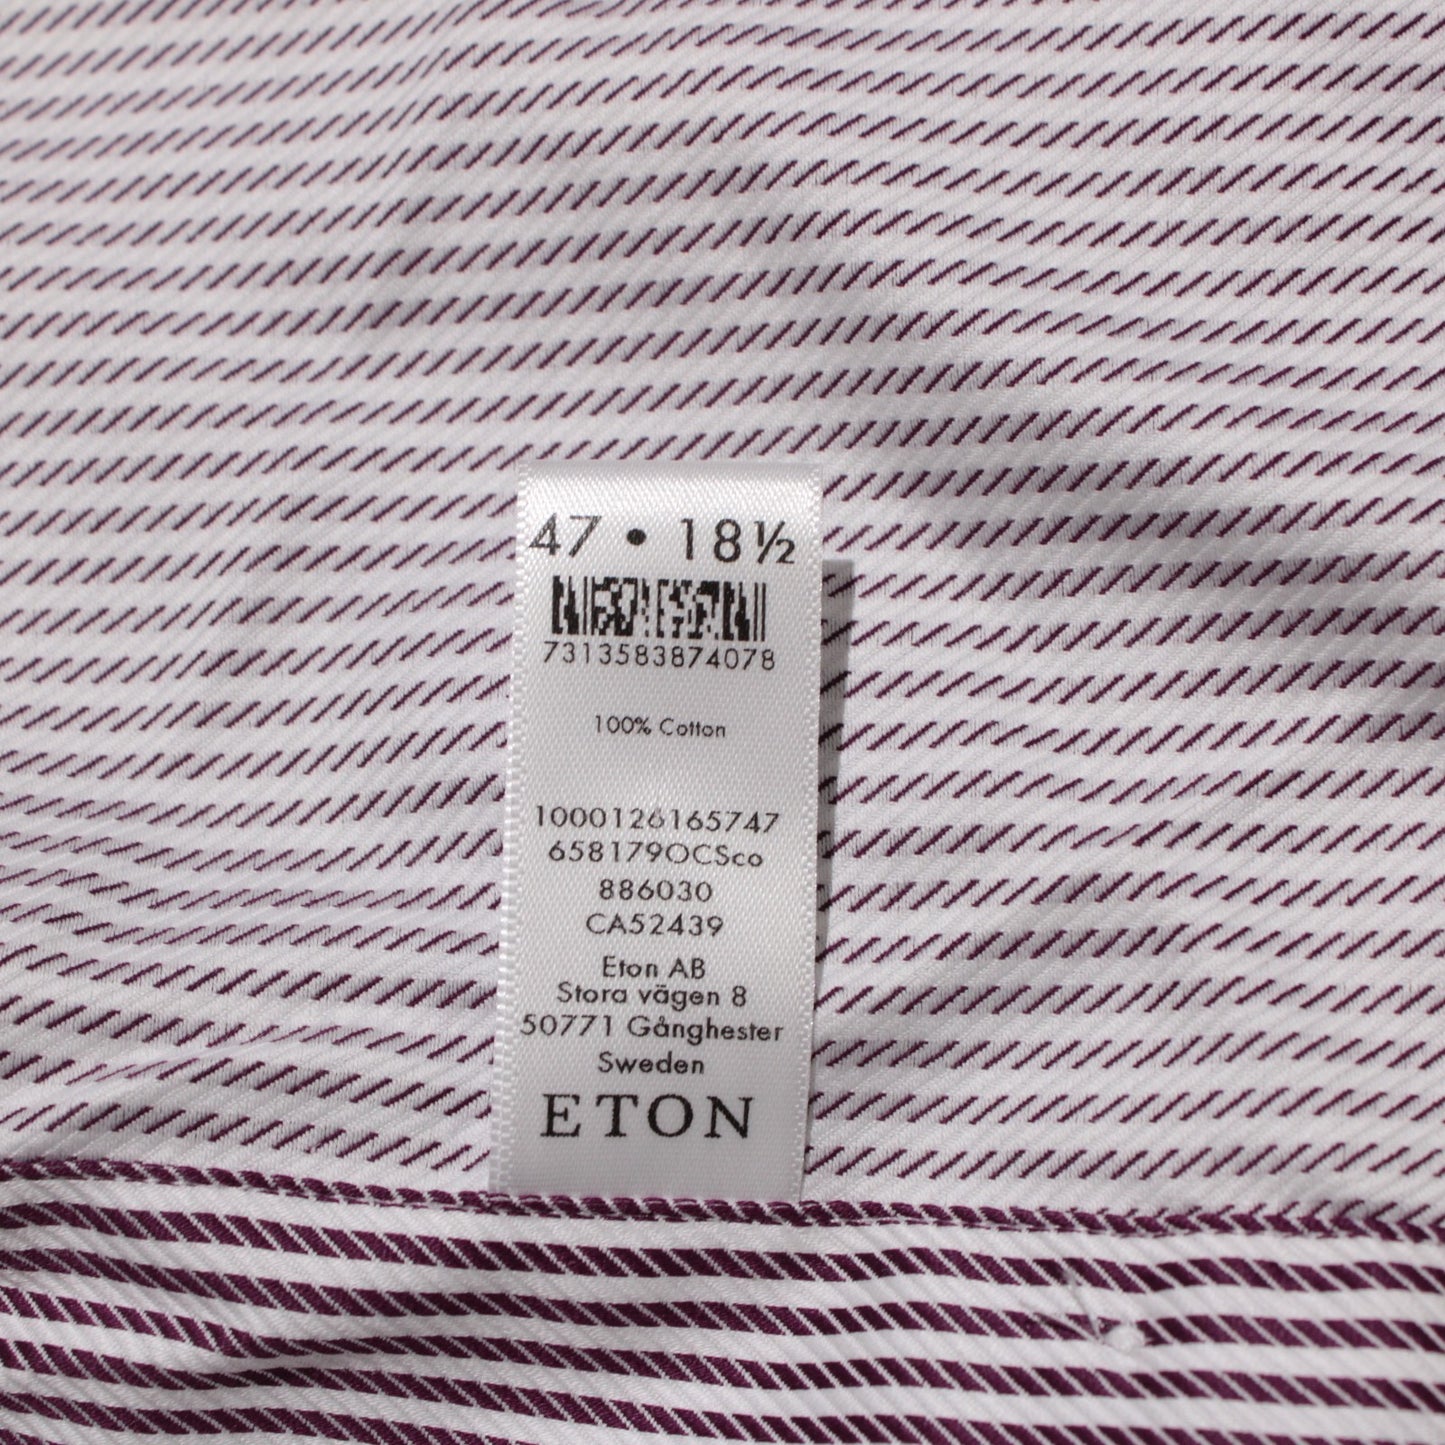 47 • 18½
7313583874078
100% Cotton
1000126165747
658179OCSco
886030
CA52439
Eton AB
Stora vägen 8
50771 Gånghester
Sweden
ETON